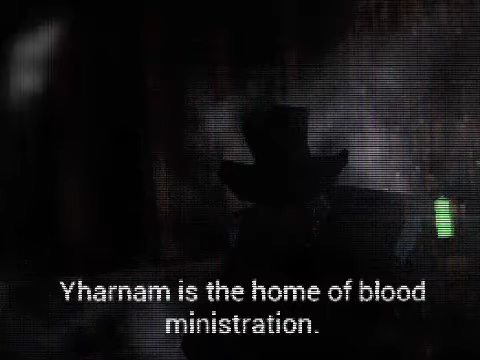 Yharnam is the home of blood
ministration.